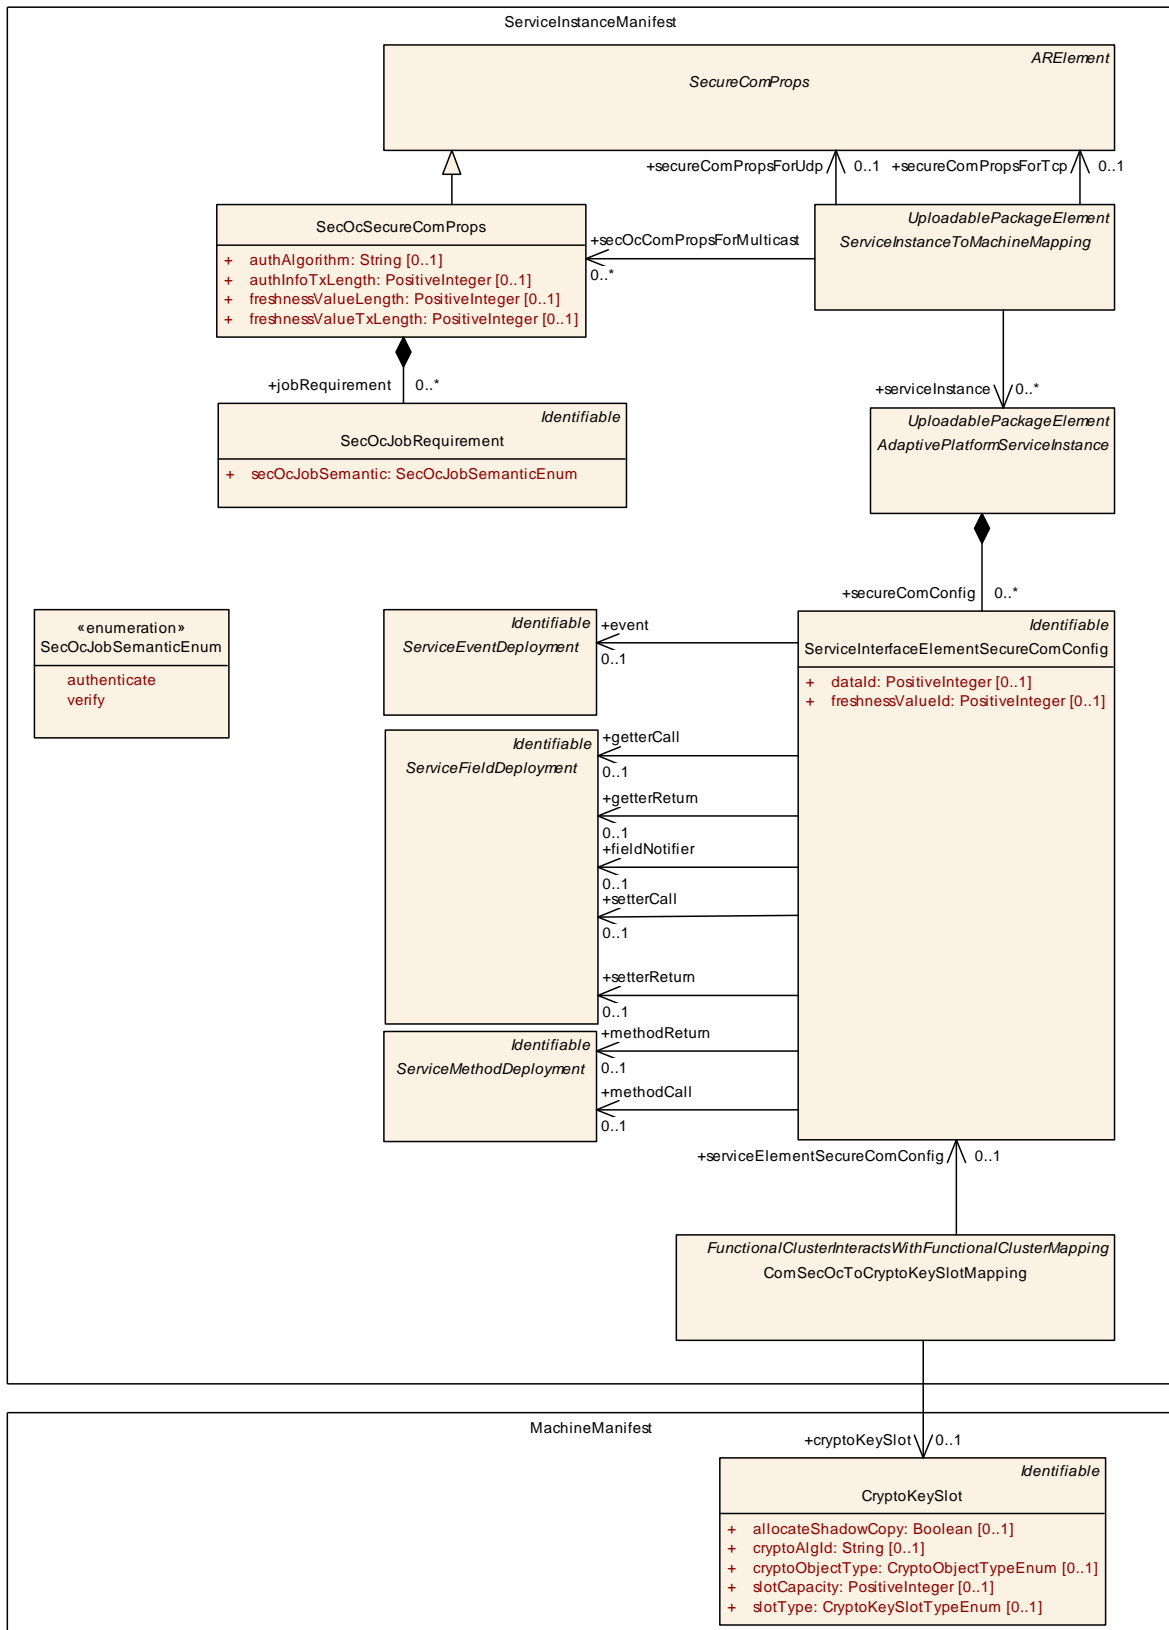 ServiceInstanceManifest
ARElement
SecureComProps
+secureComPropsForUdp 0..1 +secureComPropsForTcp 0..1
SecOcSecureComProps
+ authAlgorithm: String [0..1]
+ authInfoTxLength: PositiveInteger [0..1]
+ freshnessValueLength: PositiveInteger [0..1]
+ freshnessValueTxLength: PositiveInteger [0..1]
+secOcComPropsForMulticast
0..*
UploadablePackageElement
ServiceInstanceToMachineMapping
+jobRequirement 0..*
+serviceInstance 0..*
Identifiable
SecOcJobRequirement
+ secOcJobSemantic: SecOcJobSemanticEnum
UploadablePackageElement
AdaptivePlatformServiceInstance
+secureComConfig 0..*
«enumeration»
SecOcJobSemanticEnum
authenticate
verify
Identifiable
ServiceEventDeployment
+event
0..1
Identifiable
ServiceInterfaceElementSecureComConfig
+ dataId: PositiveInteger [0..1]
+ freshnessValueId: PositiveInteger [0..1]
Identifiable
ServiceFieldDeployment
+getterCall
0..1
+getterReturn
0..1
+fieldNotifier
0..1
+setterCall
0..1
+setterReturn
0..1
Identifiable
ServiceMethodDeployment
+methodReturn
0..1
+methodCall
0..1
+serviceElementSecureComConfig 0..1
FunctionalClusterInteractsWithFunctionalClusterMapping
ComSecOcToCryptoKeySlotMapping
MachineManifest
+cryptoKeySlot 0..1
Identifiable
CryptoKeySlot
+ allocateShadowCopy: Boolean [0..1]
+ cryptoAlgId: String [0..1]
+ cryptoObjectType: CryptoObjectTypeEnum [0..1]
+ slotCapacity: PositiveInteger [0..1]
+ slotType: CryptoKeySlotTypeEnum [0..1]